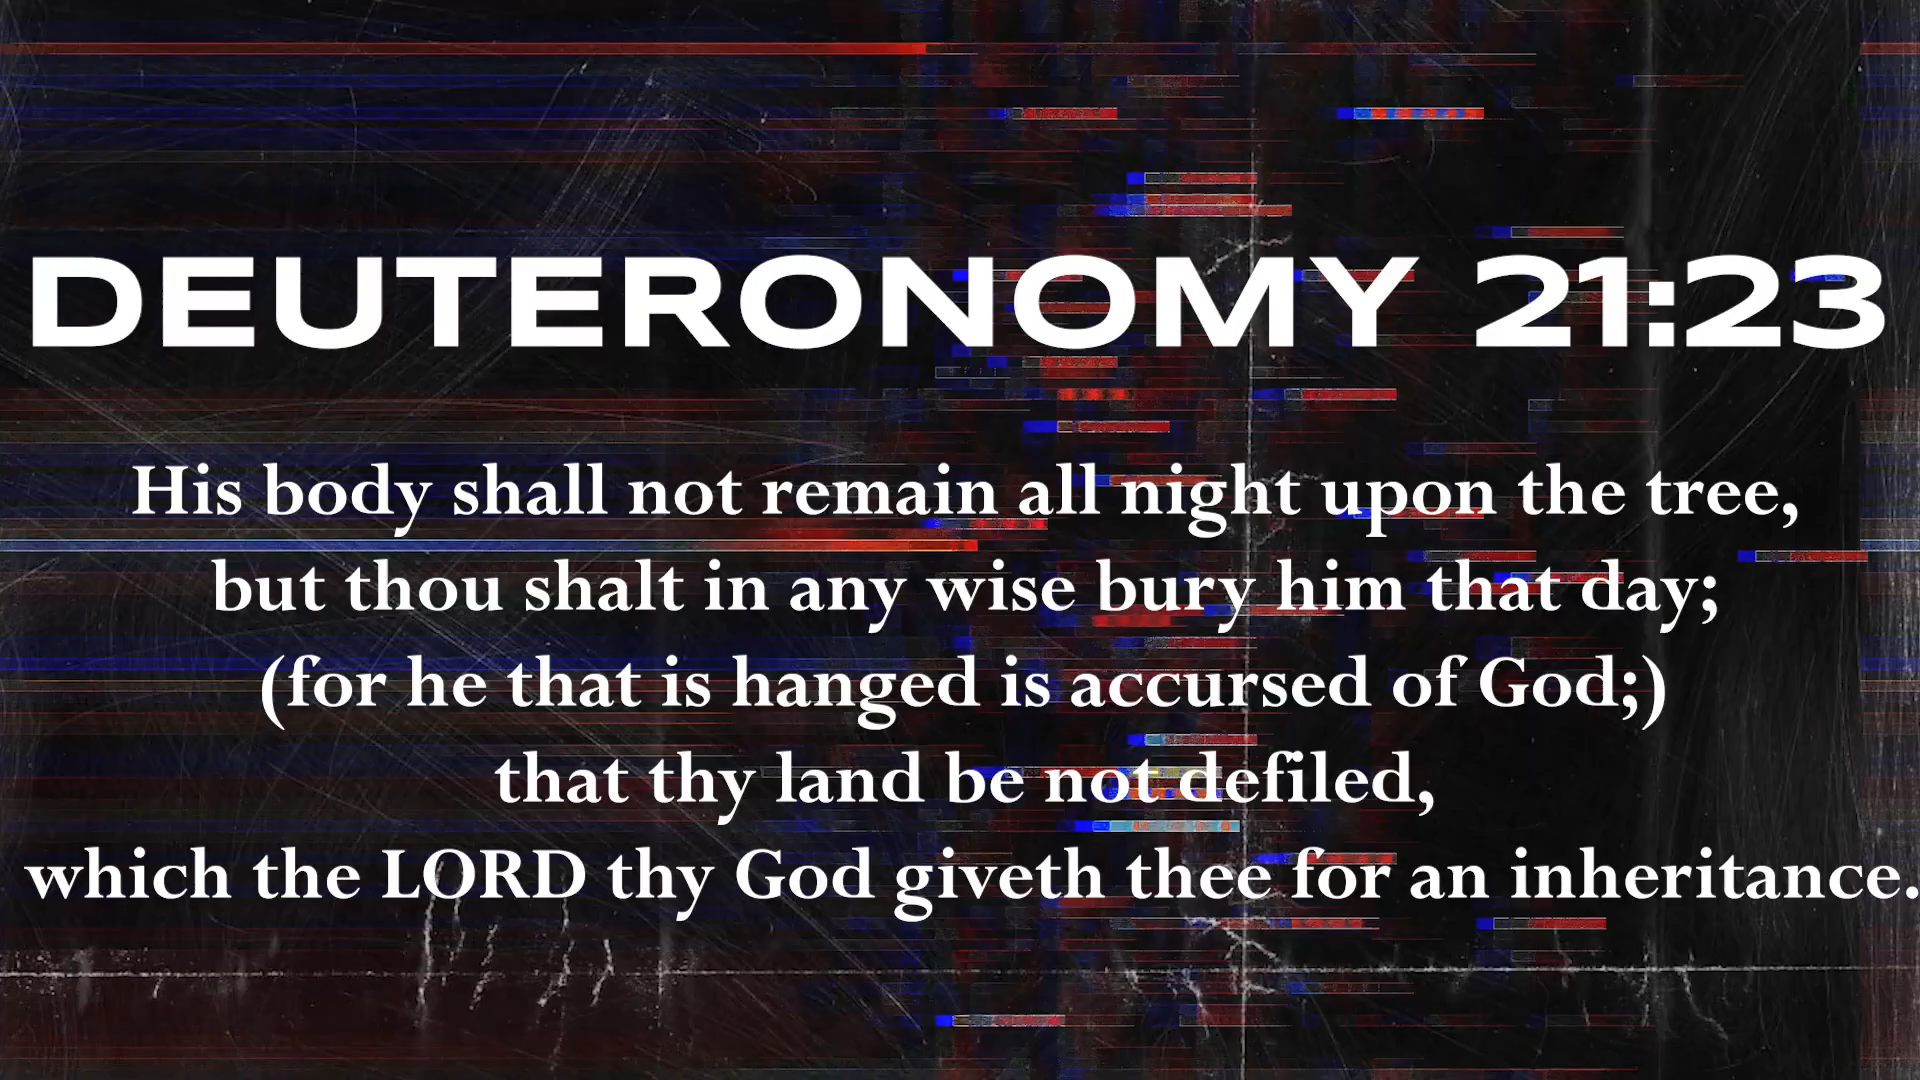 DEUTERONOMY 21:23
His body shall not remain all night upon the tree,
but thou shalt in any wise bury him that day;
(for he that is hanged is accursed of God;)
that thy land be not defiled,
which the LORD thy God giveth thee for an inheritance.